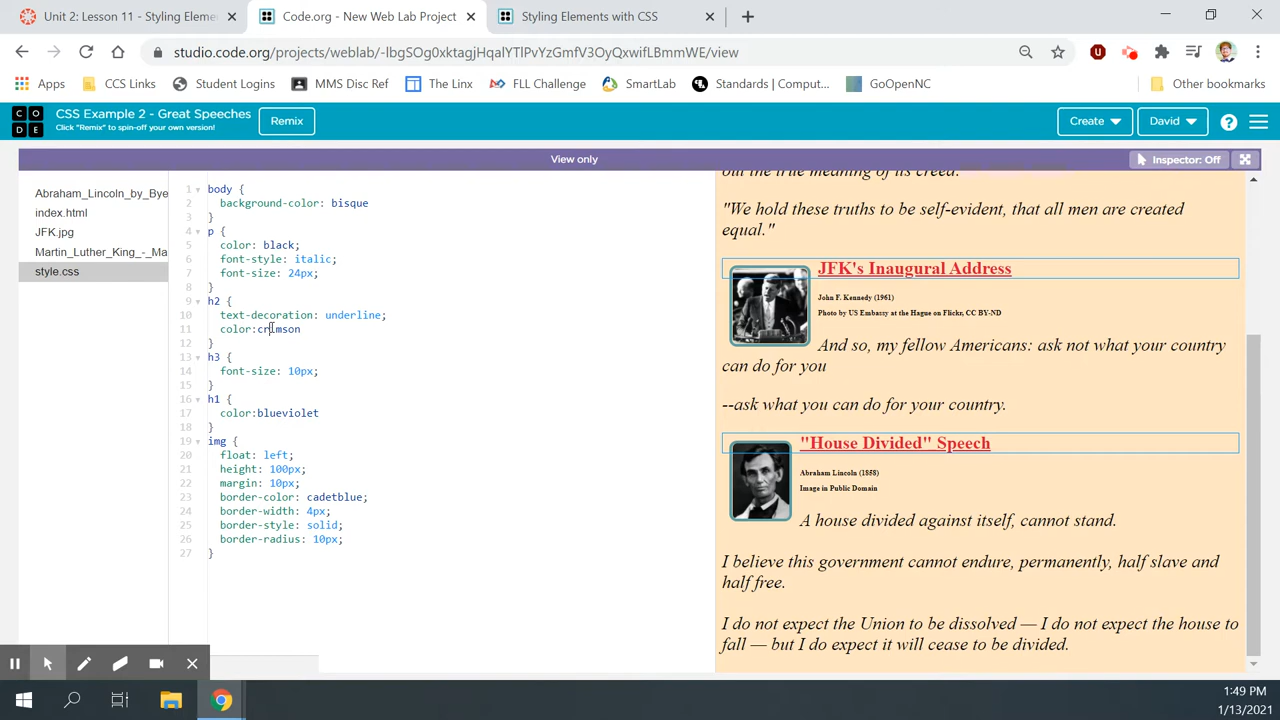 Unit 2: Lesson 11 - Styling Eleme
Code.org - New Web Lab Project
Styling Elements with CSS
studio.code.org/projects/weblab/-lbgSOg0xktagjHqalYTlPvYzGmfV3OyQxwifLBmmWE/view
Apps
CCS Links
Student Logins
MMS Disc Ref
The Linx
FLL Challenge
SmartLab
Standards | Comput...
GoOpenNC
Other bookmarks
CODE
CSS Example 2 - Great Speeches
Click "Remix" to spin-off your own version!
Remix
Create
David
View only
Inspector: Off
Abraham_Lincoln_by_Bye
index.html
JFK.jpg
Martin_Luther_King_-_Ma
style.css
1 body {
2 background-color: bisque
3 }
4 p {
5 color: black;
6 font-style: italic;
7 font-size: 24px;
8 }
9 h2 {
10 text-decoration: underline;
11 color:crimson
12 }
13 h3 {
14 font-size: 10px;
15 }
16 h1 {
17 color:blueviolet
18 }
19 img {
20 float: left;
21 height: 100px;
22 margin: 10px;
23 border-color: cadetblue;
24 border-width: 4px;
25 border-style: solid;
26 border-radius: 10px;
27 }
out the true meaning of its creed.
"We hold these truths to be self-evident, that all men are created
equal."
JFK's Inaugural Address
John F. Kennedy (1961)
Photo by US Embassy at the Hague on Flickr, CC BY-ND
And so, my fellow Americans: ask not what your country
can do for you
--ask what you can do for your country.
"House Divided" Speech
Abraham Lincoln (1858)
Image in Public Domain
A house divided against itself, cannot stand.
I believe this government cannot endure, permanently, half slave and
half free.
I do not expect the Union to be dissolved — I do not expect the house to
fall — but I do expect it will cease to be divided.
1:49 PM
1/13/2021